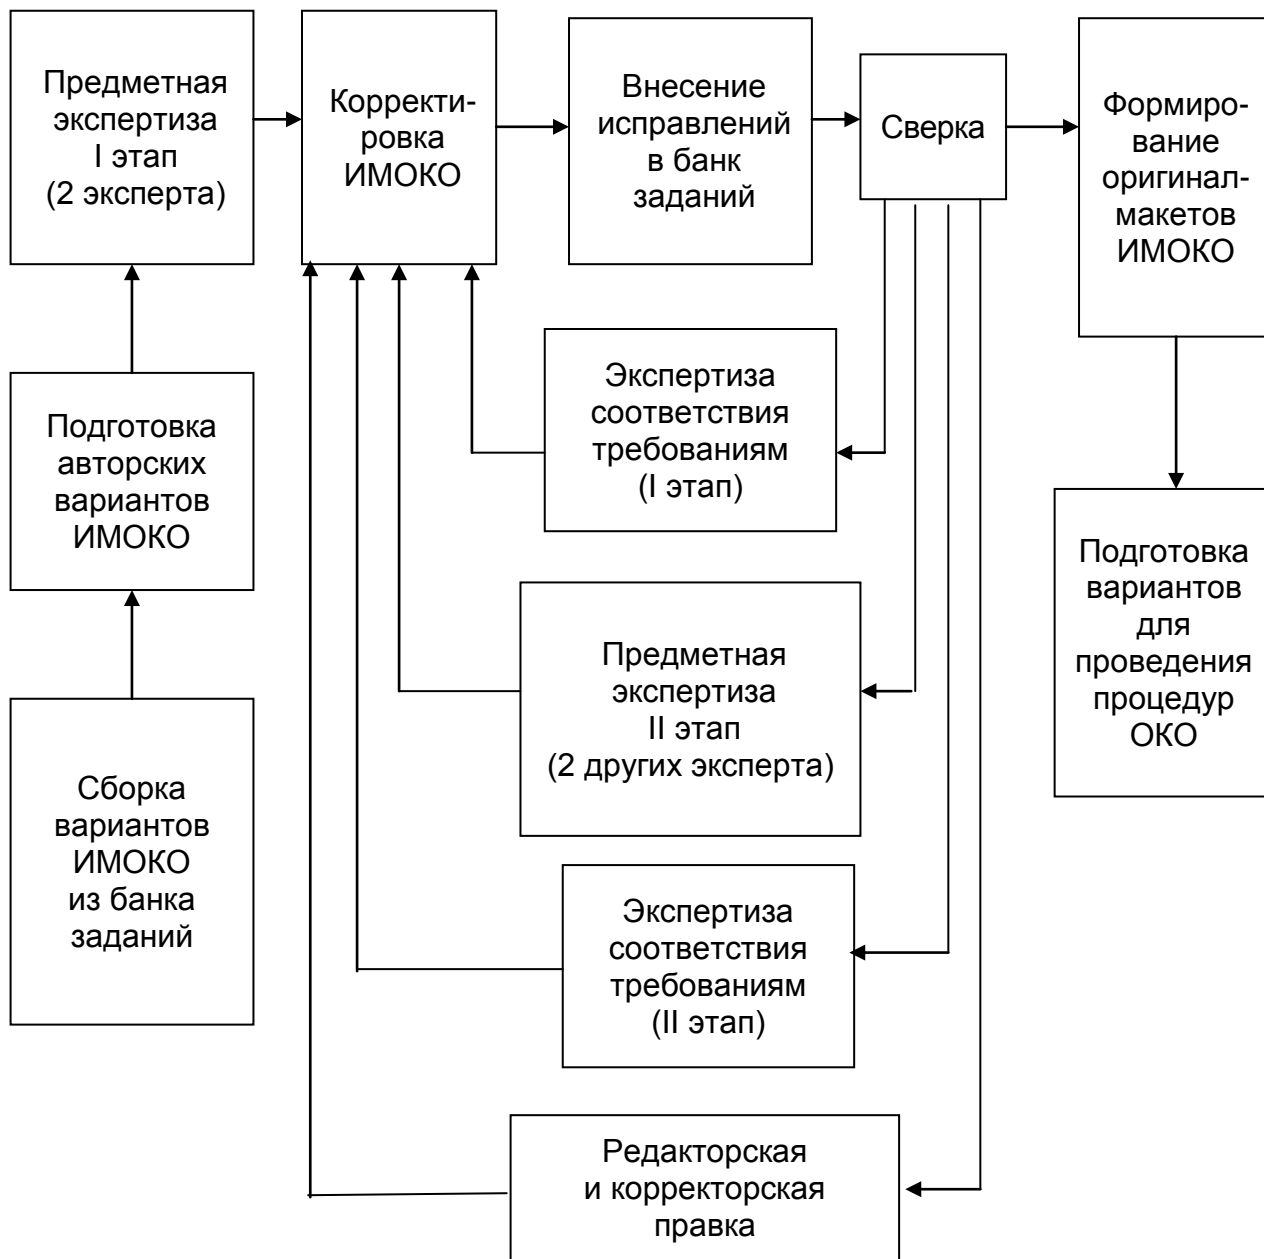 Предметная
экспертиза
I этап
(2 эксперта)
Корректи-
ровка
ИМОКО
Внесение
исправлений
в банк
заданий
Сверка
Формиро-
вание
оригинал-
макетов
ИМОКО
Экспертиза
соответствия
требованиям
(I этап)
Подготовка
авторских
вариантов
ИМОКО
Подготовка
вариантов
для
проведения
процедур
ОКО
Предметная
экспертиза
II этап
(2 других эксперта)
Сборка
вариантов
ИМОКО
из банка
заданий
Экспертиза
соответствия
требованиям
(II этап)
Редакторская
и корректорская
правка